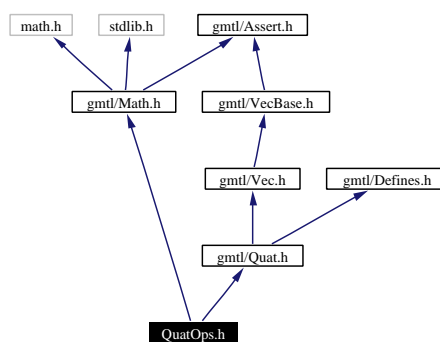 math.h
stdlib.h
gmtl/Assert.h
gmtl/Math.h
gmtl/VecBase.h
gmtl/Vec.h
gmtl/Defines.h
gmtl/Quat.h
QuatOps.h